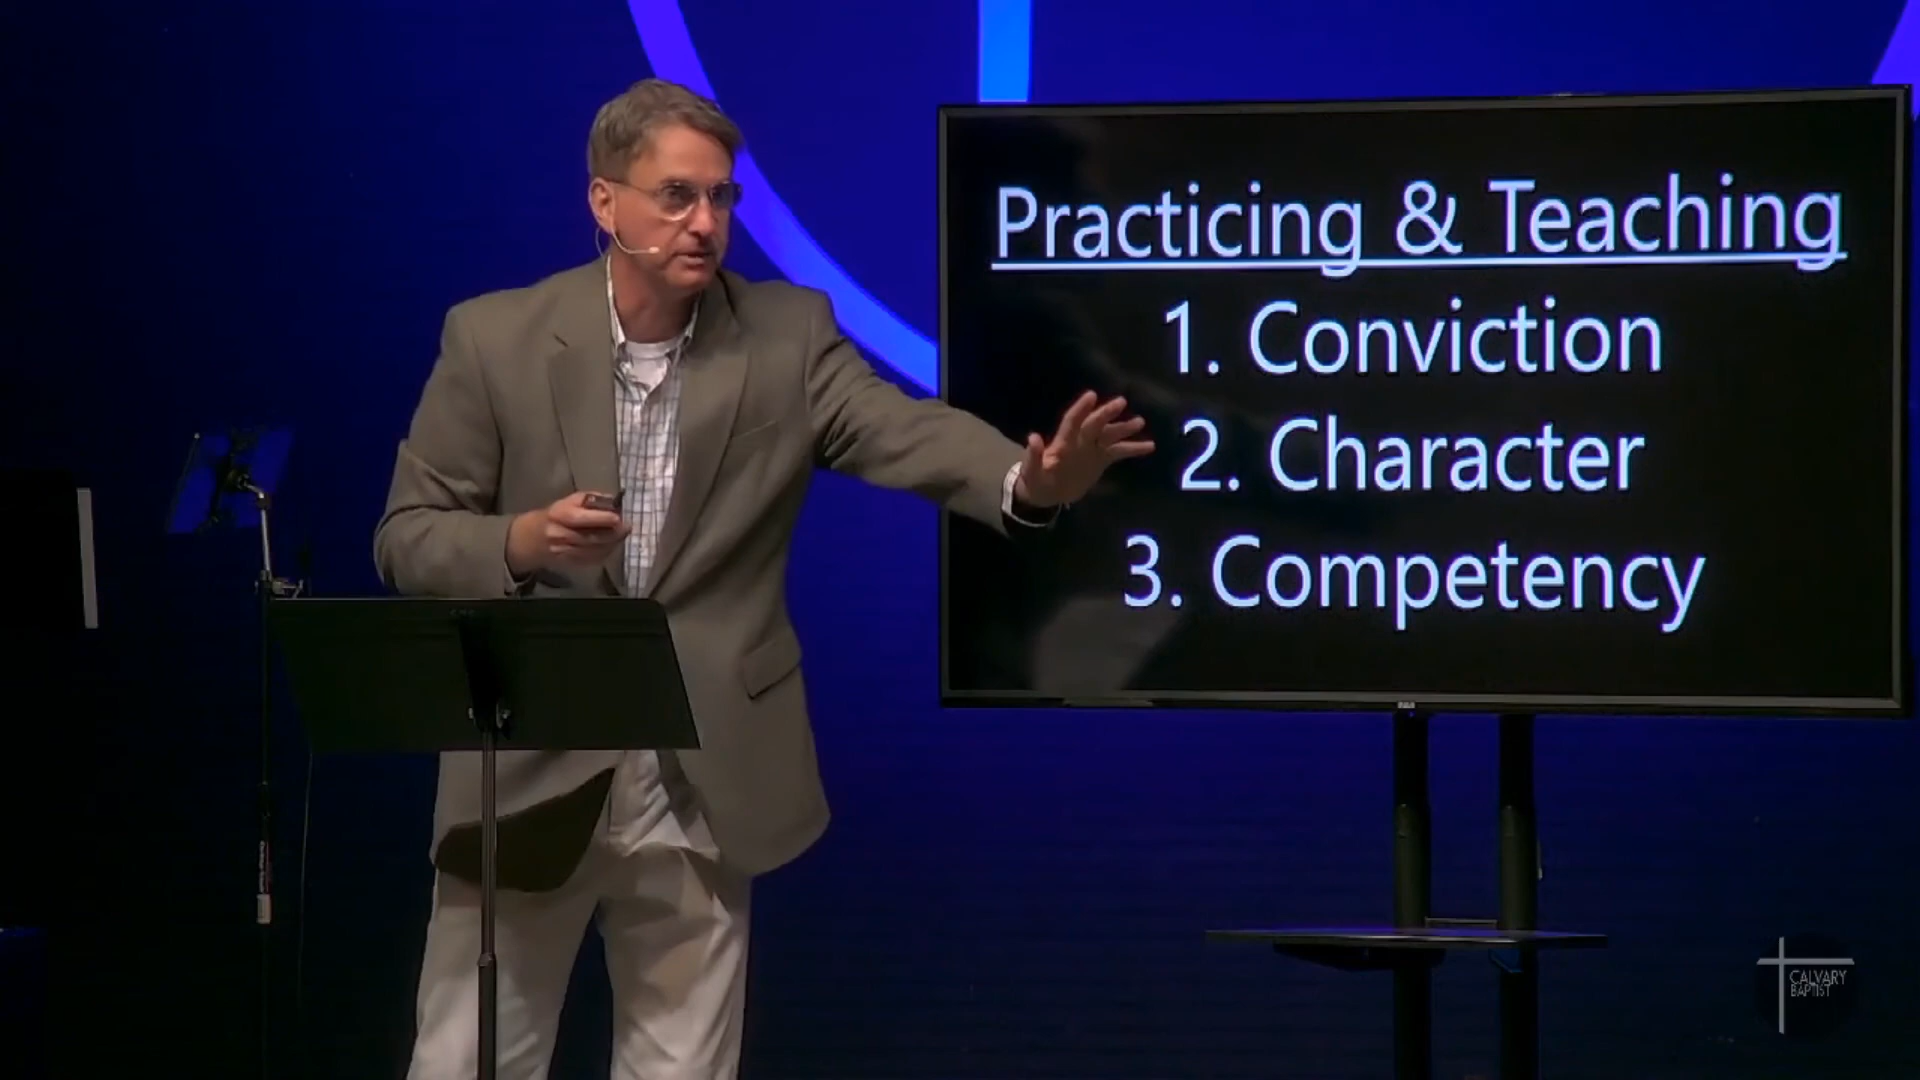 Practicing & Teaching
1. Conviction
2. Character
3. Competency
CALVARY
BAPTIST